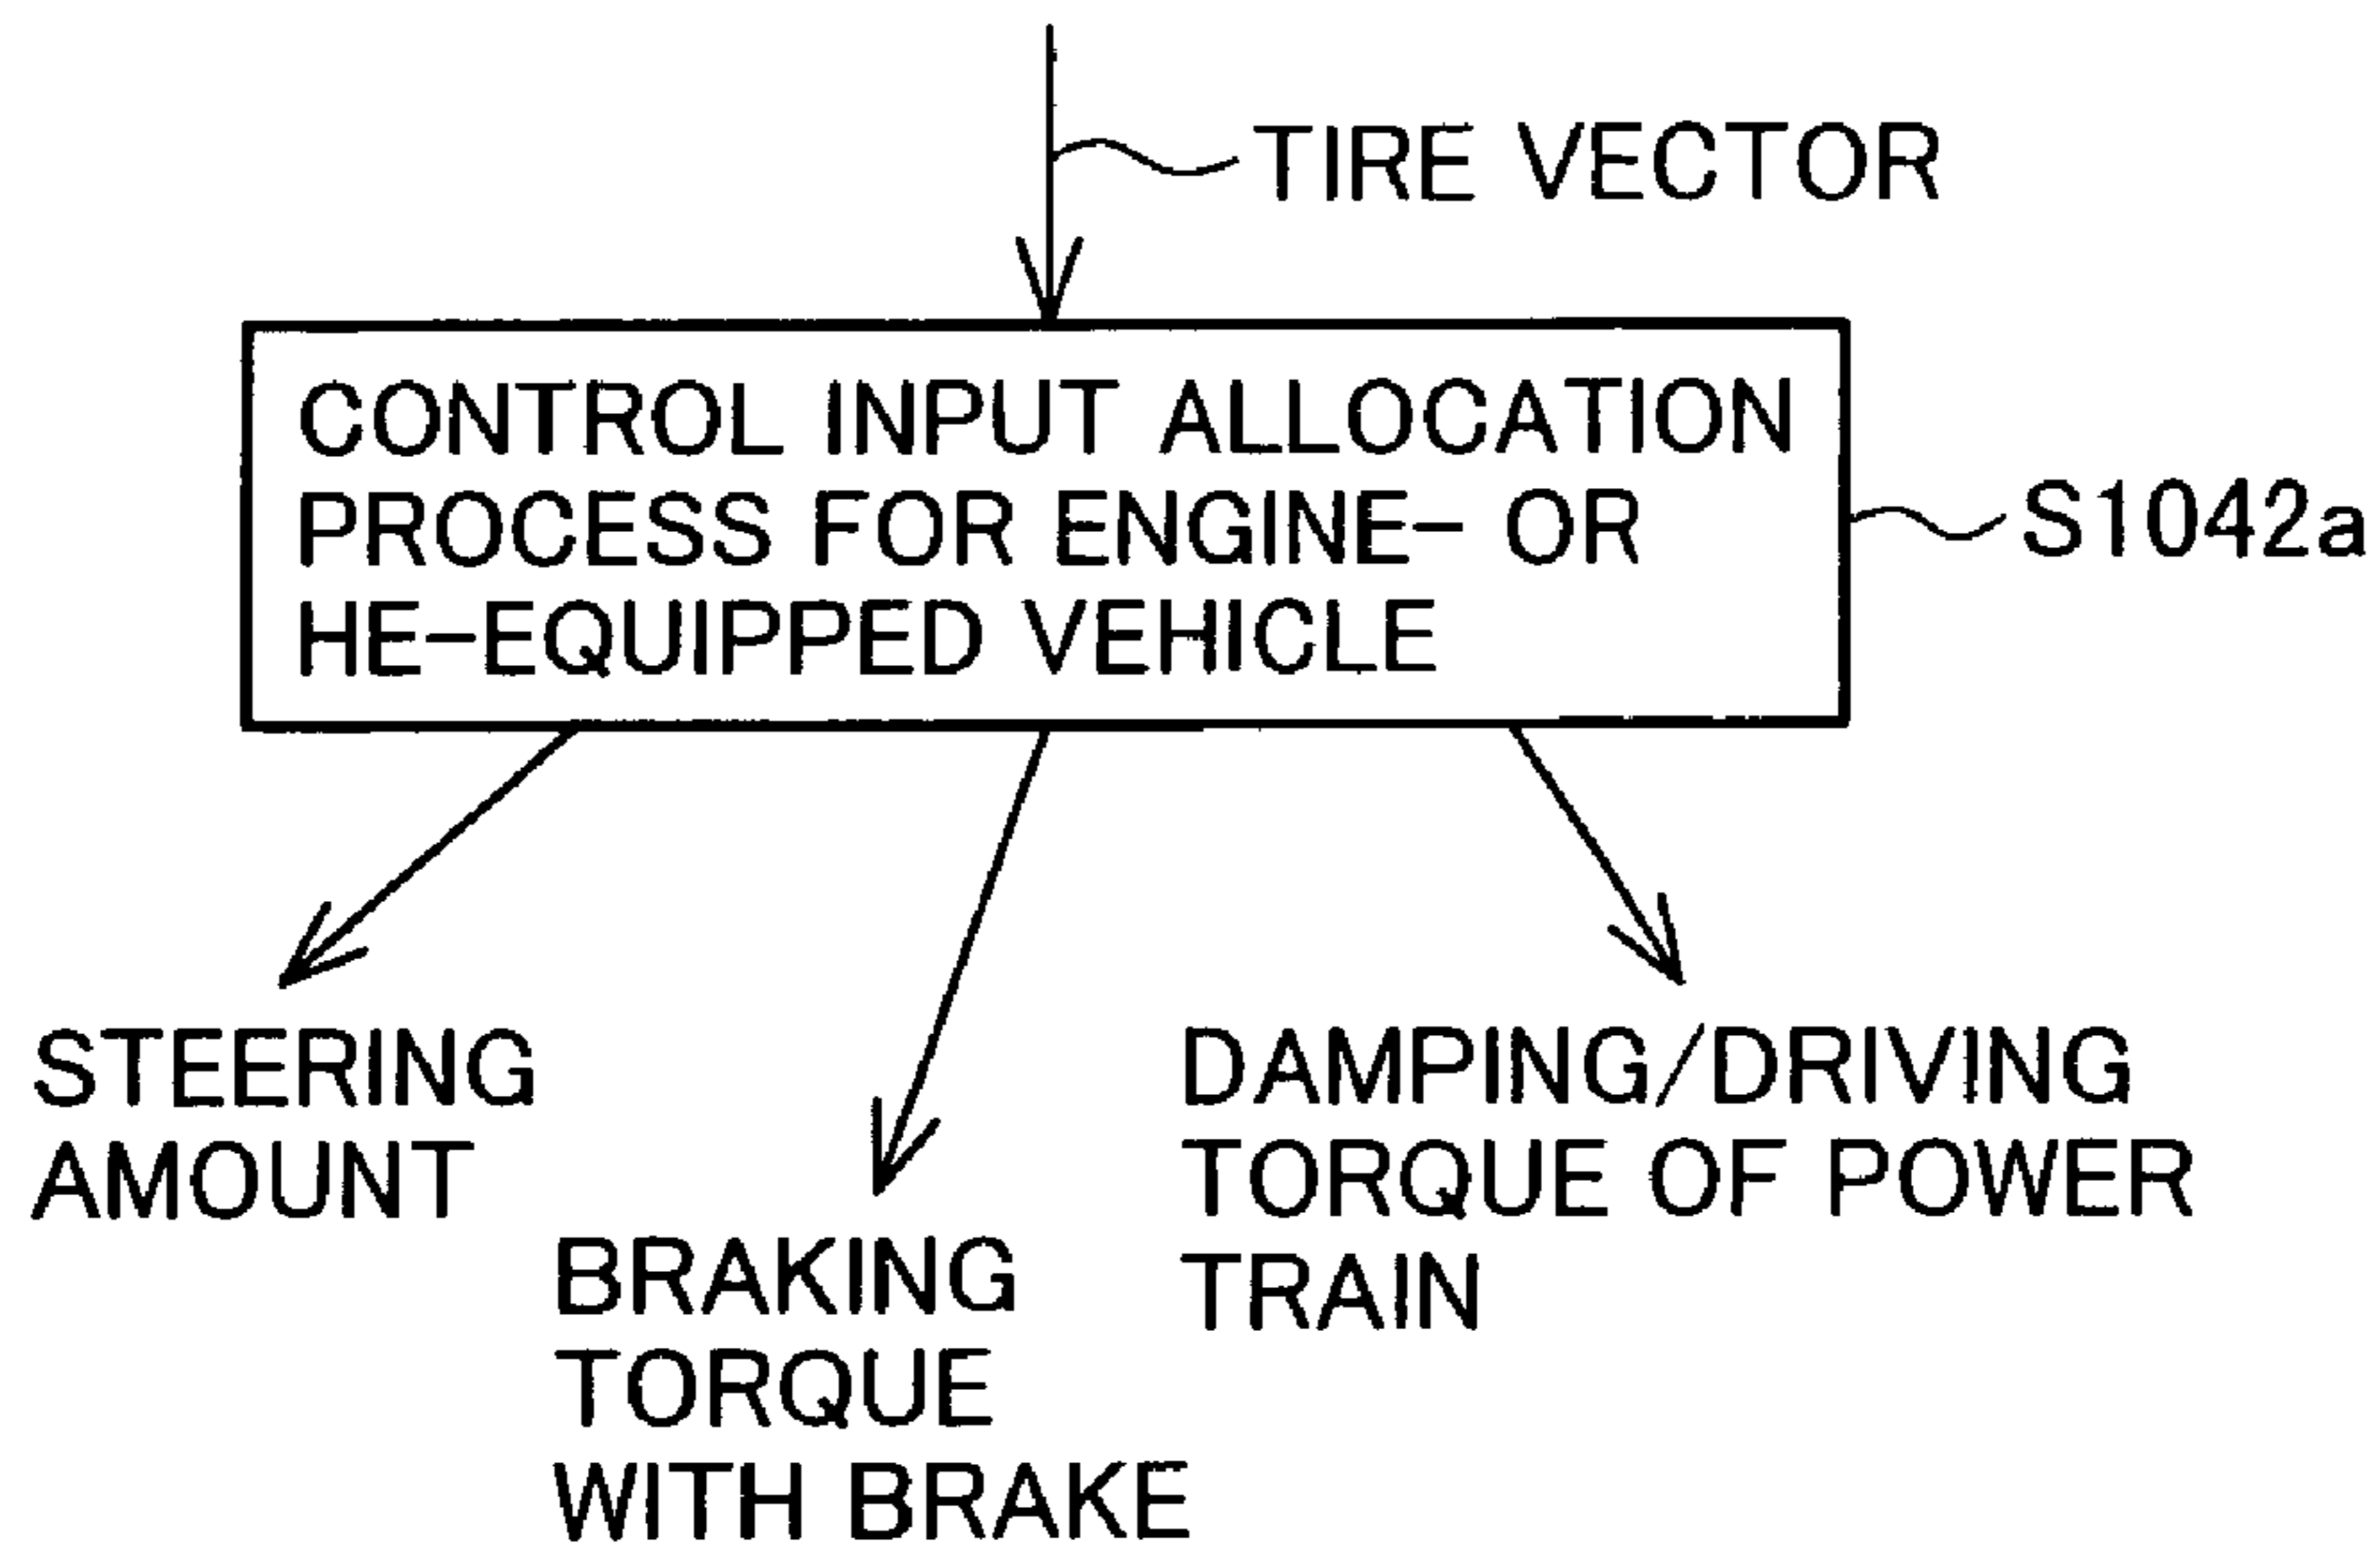 TIRE VECTOR
CONTROL INPUT ALLOCATION
PROCESS FOR ENGINE- OR
HE-EQUIPPED VEHICLE
S1042a
STEERING
AMOUNT
BRAKING
TORQUE
WITH BRAKE
DAMPING/DRIVING
TORQUE OF POWER
TRAIN